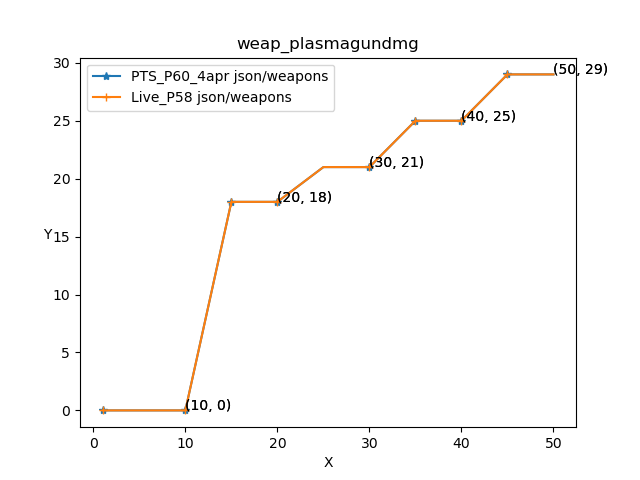 weap_plasmagundmg
PTS_P60_4apr json/weapons
Live_P58 json/weapons
30
25
20
15
10
5
0
Y
(50, 29)
(40, 25)
(30, 21)
(20, 18)
(10, 0)
0 10 20 30 40 50
X